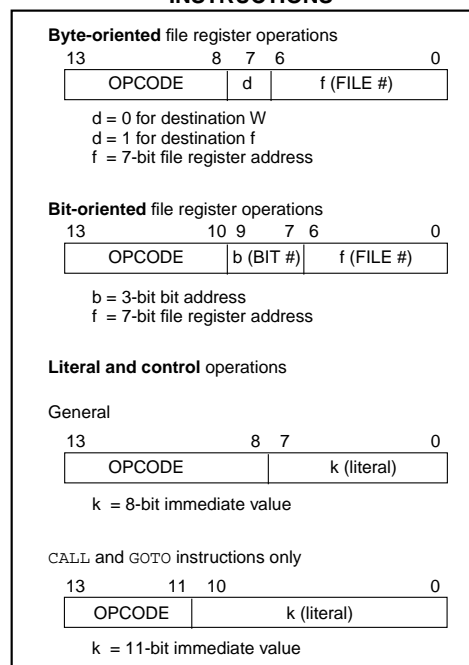 INSTRUCTIONS
Byte-oriented file register operations
13 8 7 6 0
OPCODE d f (FILE #)
d = 0 for destination W
d = 1 for destination f
f = 7-bit file register address
Bit-oriented file register operations
13 10 9 7 6 0
OPCODE b (BIT #) f (FILE #)
b = 3-bit bit address
f = 7-bit file register address
Literal and control operations
General
13 8 7 0
OPCODE k (literal)
k = 8-bit immediate value
CALL and GOTO instructions only
13 11 10 0
OPCODE k (literal)
k = 11-bit immediate value